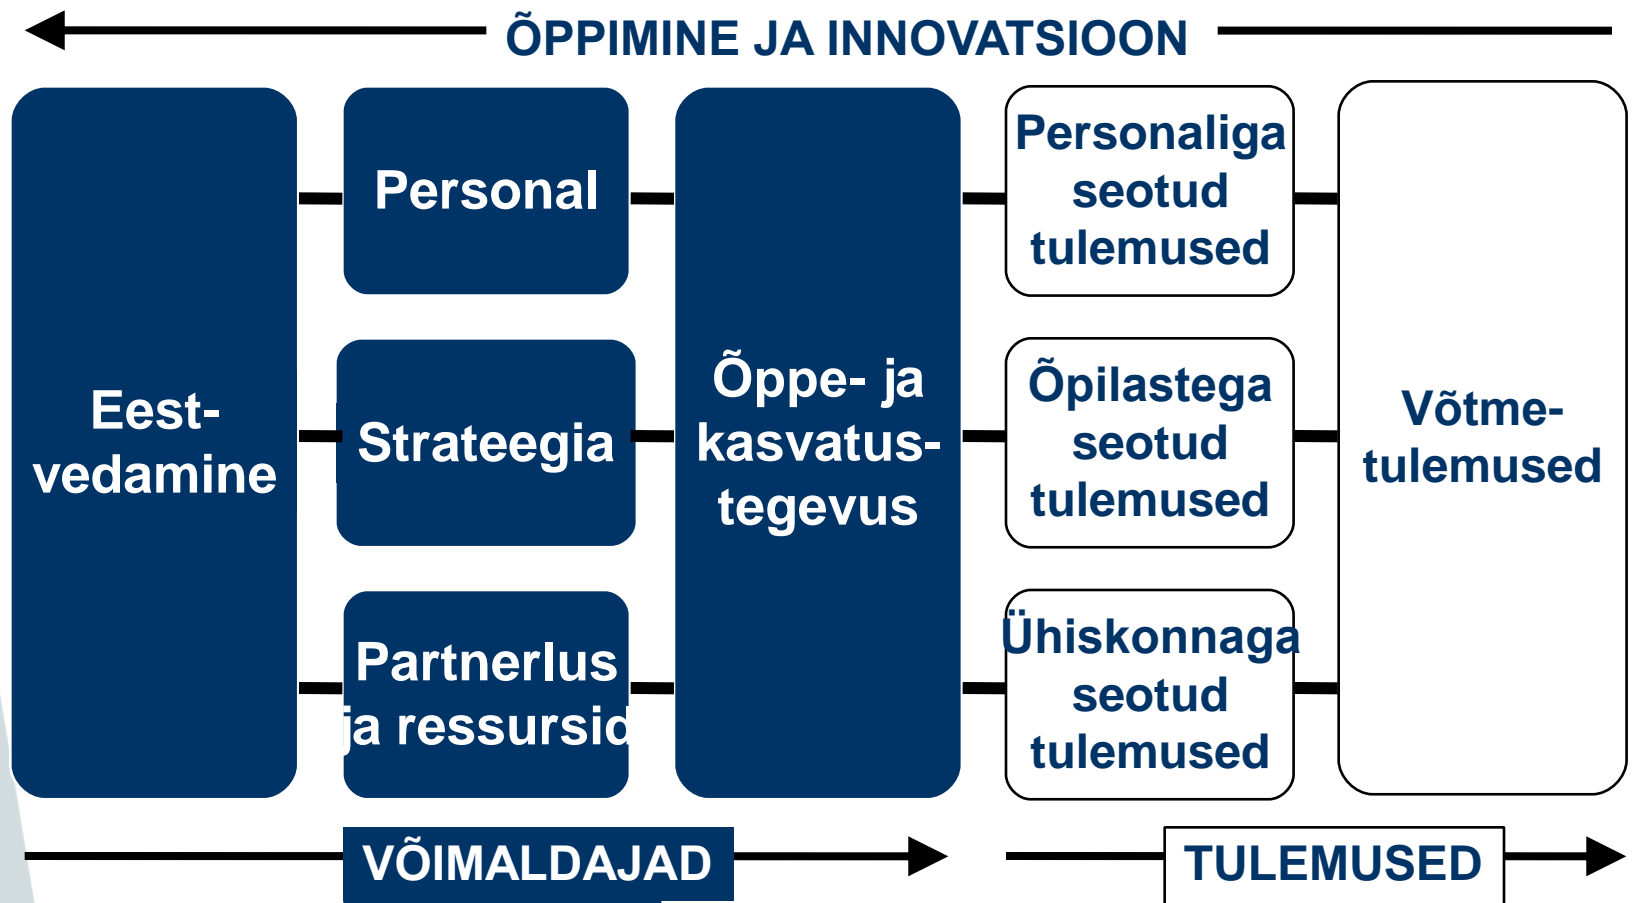 ÕPPIMINE JA INNOVATSIOON
Eest-
vedamine
Personal
Strateegia
Partnerlus
ja ressursid
Õppe- ja
kasvatus-
tegevus
Personaliga
seotud
tulemused
Õpilastega
seotud
tulemused
Ühiskonnaga
seotud
tulemused
Võtme-
tulemused
VÕIMALDAJAD
TULEMUSED